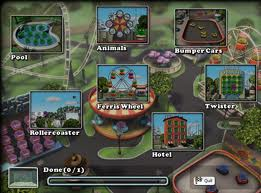 Animals
Bumper Cars
Pool
Ferris Wheel
Twister
Rollercoaster
Hotel
Done(0/1)
Quit